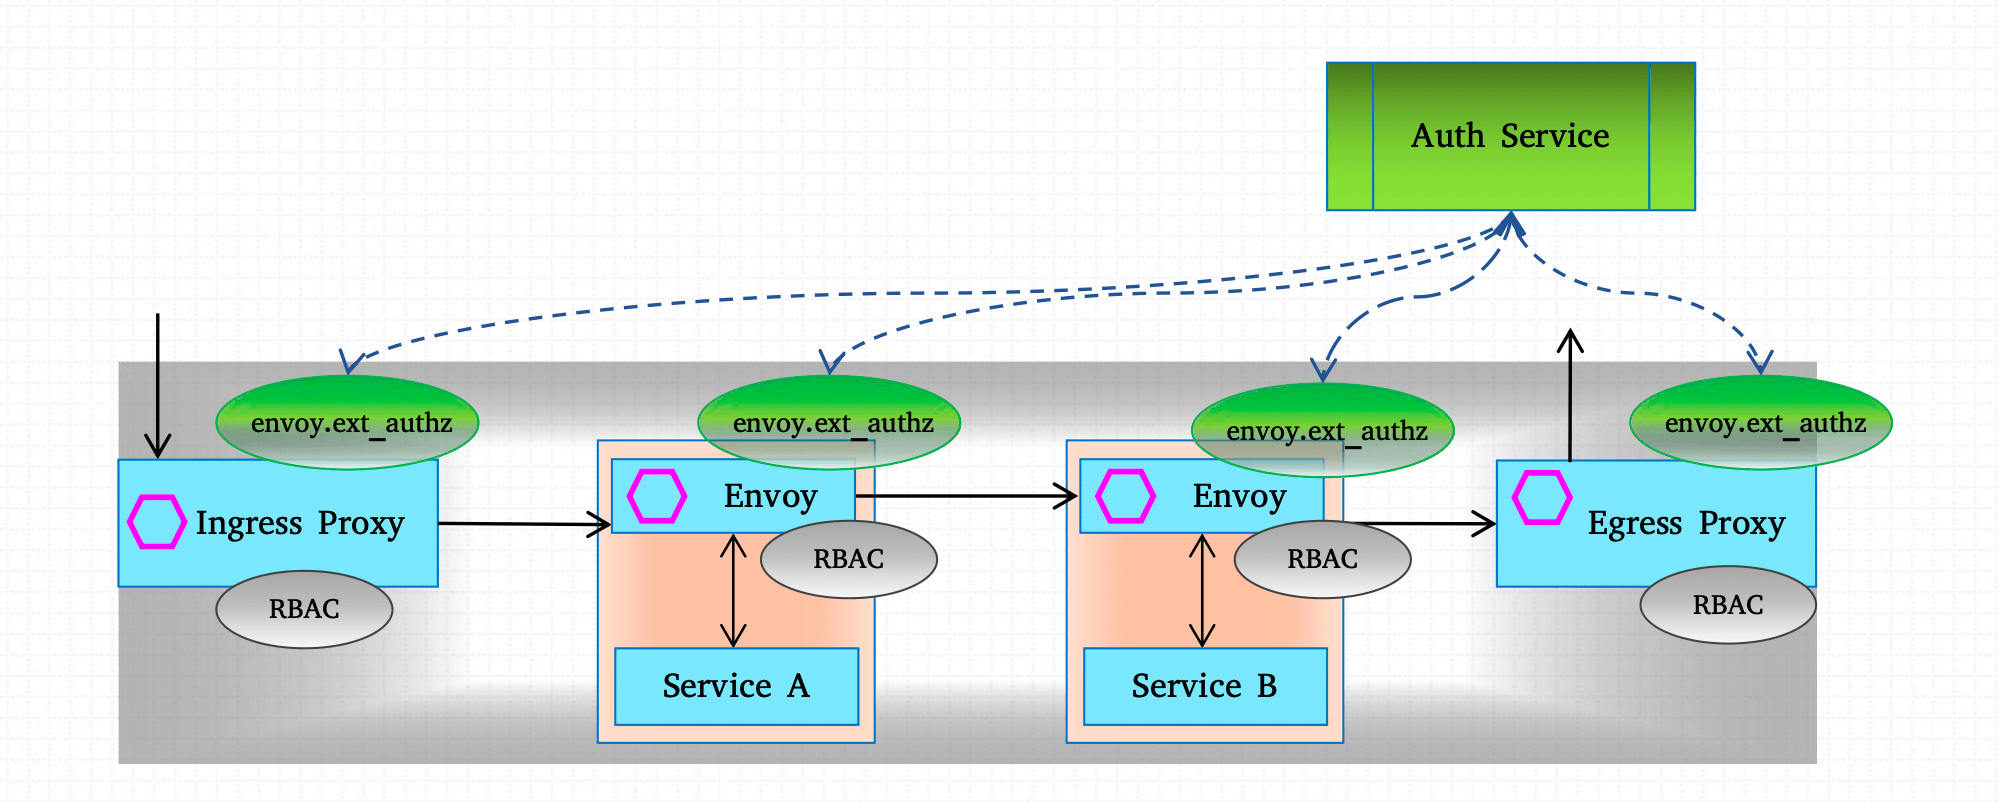 Auth Service
envoy.ext_authz
envoy.ext_authz
envoy.ext_authz
envoy.ext_authz
Ingress Proxy
Envoy
Envoy
Egress Proxy
RBAC
RBAC
RBAC
RBAC
Service A
Service B